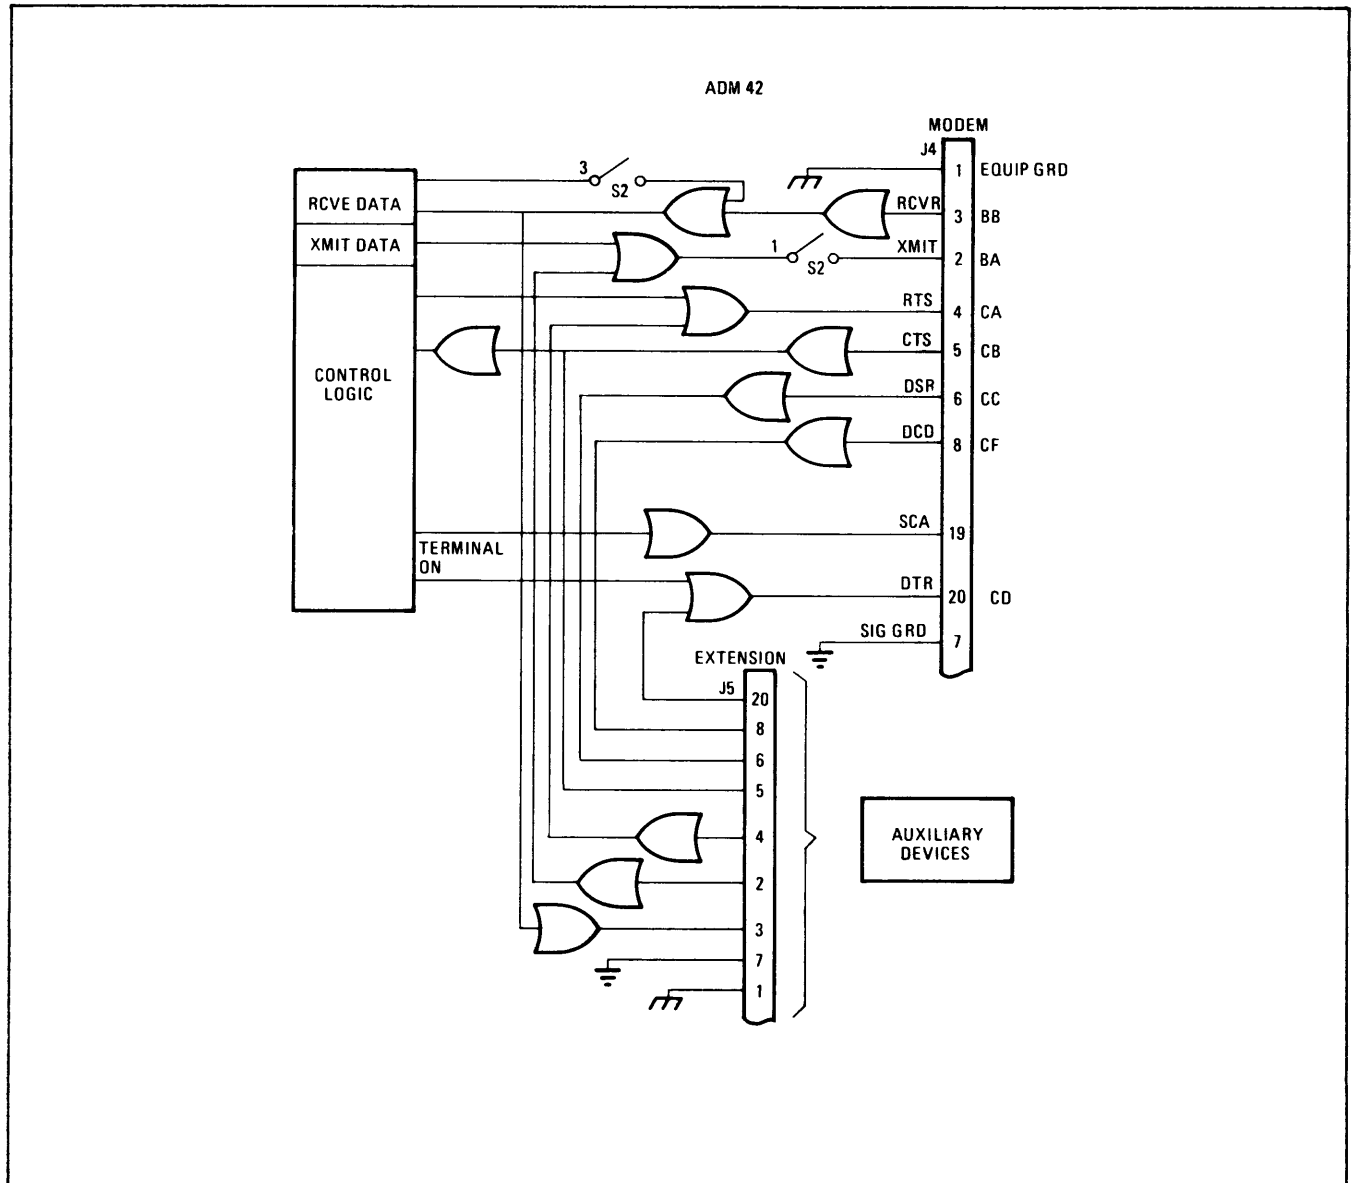 ADM 42
MODEM
J4
1 EQUIP GRD
3
S2
RCVE DATA
RCVR 3 BB
XMIT DATA
1
S2
XMIT 2 BA
RTS 4 CA
CTS 5 CB
CONTROL
LOGIC
DSR 6 CC
DCD 8 CF
SCA 19
TERMINAL
ON
DTR 20 CD
SIG GRD 7
EXTENSION
J5
20
8
6
5
4
2
3
7
1
AUXILIARY
DEVICES